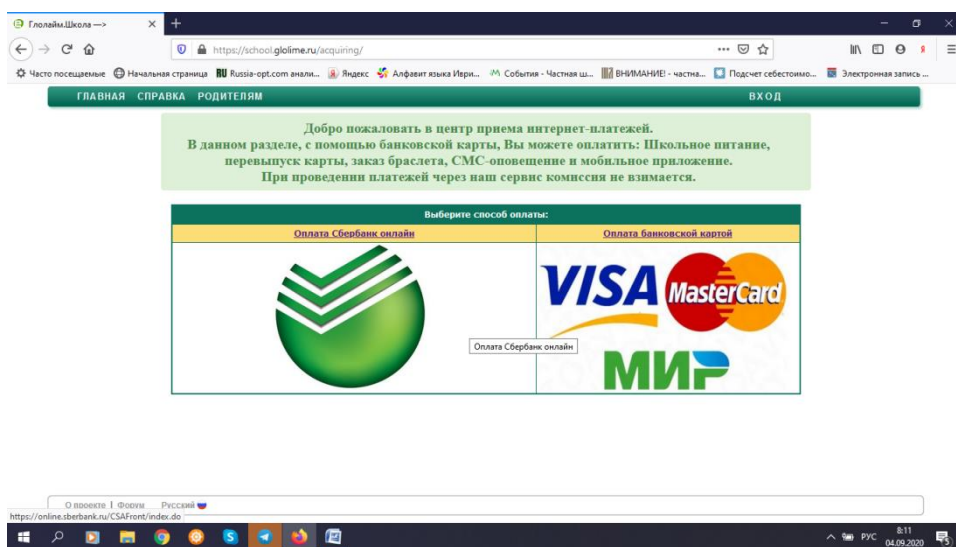 Глолайм.Школа —>
https://school.glolime.ru/acquiring/
Часто посещаемые Начальная страница RU Russia-opt.com анали... Яндекс Алфавит языка Иври... События - Частная ш... ВНИМАНИЕ! - частна... Подсчет себестоимо... Электронная запись ...
ГЛАВНАЯ СПРАВКА РОДИТЕЛЯМ ВХОД
Добро пожаловать в центр приема интернет-платежей.
В данном разделе, с помощью банковской карты, Вы можете оплатить: Школьное питание,
перевыпуск карты, заказ браслета, СМС-оповещение и мобильное приложение.
При проведении платежей через наш сервис комиссия не взимается.
Выберите способ оплаты:
Оплата Сбербанк онлайн Оплата банковской картой
VISA MasterCard
Оплата Сбербанк онлайн
МИР
О проекте | Форум Русский
https://online.sberbank.ru/CSAFront/index.do
РУС 8:11
04.09.2020